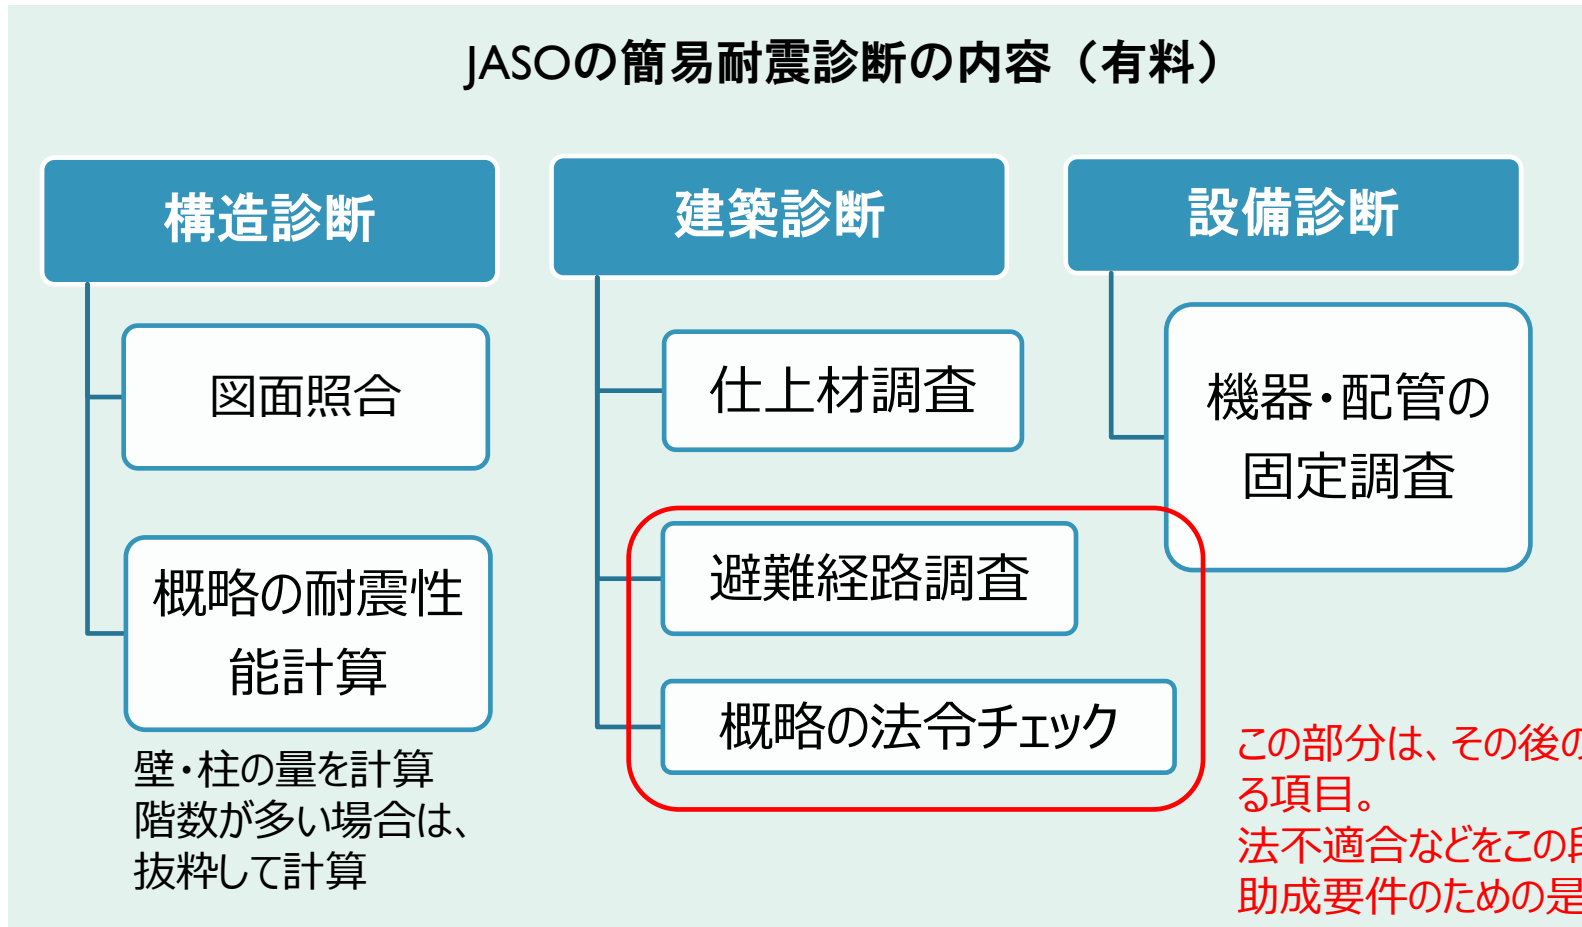 JASOの簡易耐震診断の内容（有料）
構造診断
図面照合
概略の耐震性
能計算
壁・柱の量を計算
階数が多い場合は、
抜粋して計算
建築診断
仕上材調査
避難経路調査
概略の法令チェック
設備診断
機器・配管の
固定調査
この部分は、その後の
る項目。
法不適合などをこの
助成要件のための是